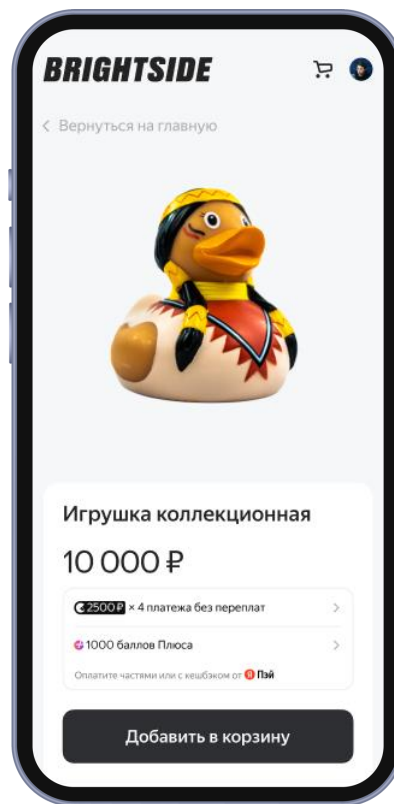 BRIGHTSIDE
Вернуться на главную
Игрушка коллекционная
10 000 ₽
2500 ₽ × 4 платежа без переплат
1000 баллов Плюса
Оплатите частями или с кешбэком от Я Пэй
Добавить в корзину